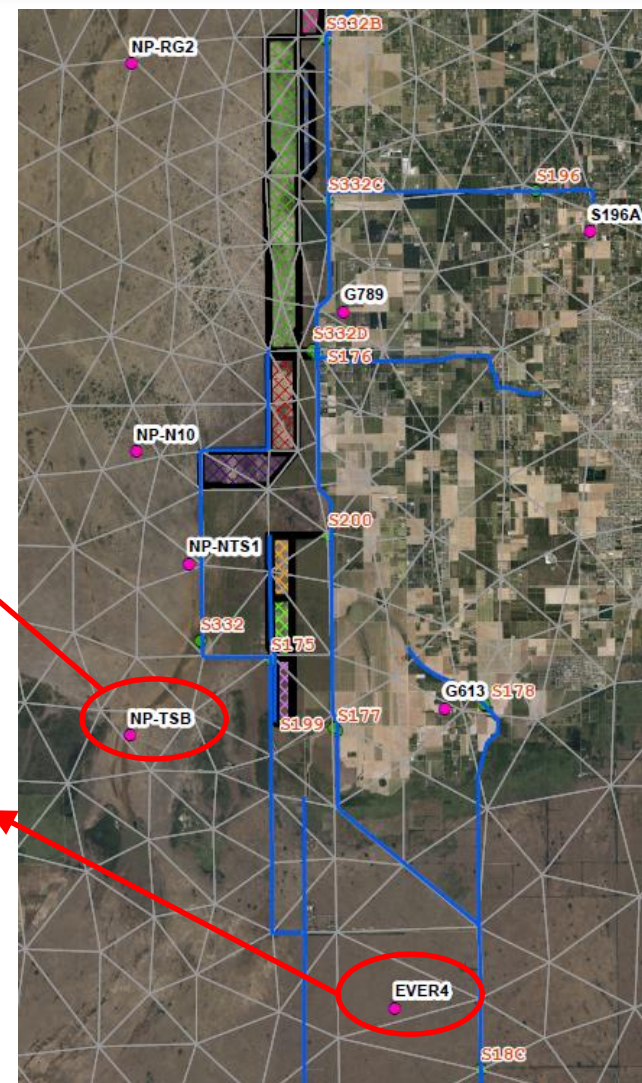 S332B
NP-RG2
S332C
S196
S196A
G789
S332D
S176
NP-N10
S200
NP-NTS1
S332
S175
G613
S178
S199
S177
NP-TSB
EVER4
S18C